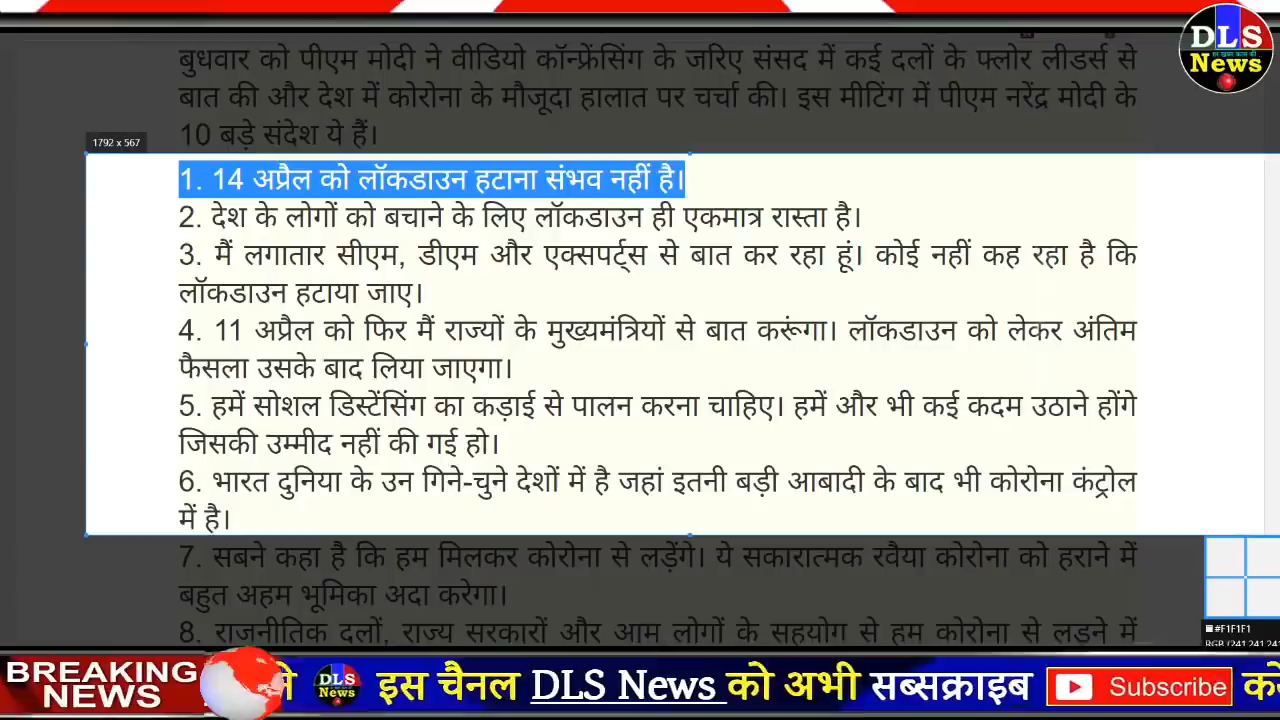 DLS
News
बुधवार को पीएम मोदी ने वीडियो कॉन्फ्रेंसिंग के जरिए संसद में कई दलों के फ्लोर लीडर्स से
बात की और देश में कोरोना के मौजूदा हालात पर चर्चा की। इस मीटिंग में पीएम नरेंद्र मोदी के
10 बड़े संदेश ये हैं।
1792 x 567
1. 14 अप्रैल को लॉकडाउन हटाना संभव नहीं है।
2. देश के लोगों को बचाने के लिए लॉकडाउन ही एकमात्र रास्ता है।
3. मैं लगातार सीएम, डीएम और एक्सपर्ट्स से बात कर रहा हूं। कोई नहीं कह रहा है कि
लॉकडाउन हटाया जाए।
4. 11 अप्रैल को फिर मैं राज्यों के मुख्यमंत्रियों से बात करूंगा। लॉकडाउन को लेकर अंतिम
फैसला उसके बाद लिया जाएगा।
5. हमें सोशल डिस्टेंसिंग का कड़ाई से पालन करना चाहिए। हमें और भी कई कदम उठाने होंगे
जिसकी उम्मीद नहीं की गई हो।
6. भारत दुनिया के उन गिने-चुने देशों में है जहां इतनी बड़ी आबादी के बाद भी कोरोना कंट्रोल
में है।
7. सबने कहा है कि हम मिलकर कोरोना से लड़ेंगे। ये सकारात्मक रवैया कोरोना को हराने में
बहुत अहम भूमिका अदा करेगा।
8. राजनीतिक दलों, राज्य सरकारों और आम लोगों के सहयोग से हम कोरोना से लड़ने में
#F1F1F1
RGB (241,241,241
BREAKING
NEWS
DLS
News
इस चैनल DLS News को अभी सब्सक्राइब
Subscribe